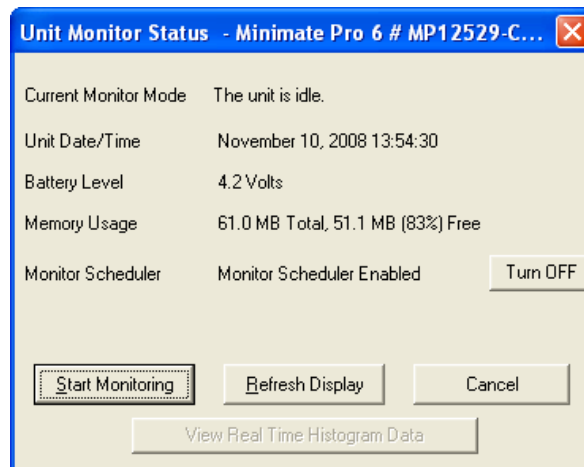 Unit Monitor Status - Minimate Pro 6 # MP12529-C...
Current Monitor Mode The unit is idle.
Unit Date/Time November 10, 2008 13:54:30
Battery Level 4.2 Volts
Memory Usage 61.0 MB Total, 51.1 MB (83%) Free
Monitor Scheduler Monitor Scheduler Enabled Turn OFF
Start Monitoring Refresh Display Cancel
View Real Time Histogram Data